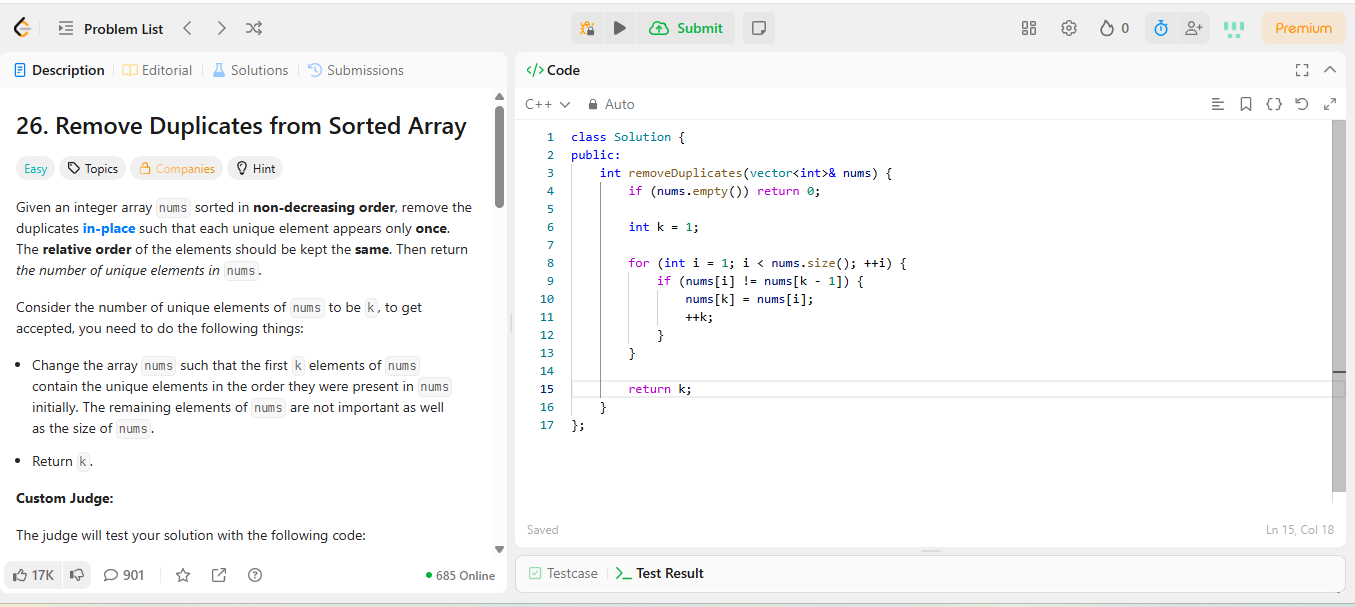 Problem List
Submit
0
Premium
Description
Editorial
Solutions
Submissions
26. Remove Duplicates from Sorted Array
Easy
Topics
Companies
Hint
Given an integer array nums sorted in non-decreasing order, remove the
duplicates in-place such that each unique element appears only once.
The relative order of the elements should be kept the same. Then return
the number of unique elements in nums.
Consider the number of unique elements of nums to be k, to get
accepted, you need to do the following things:
• Change the array nums such that the first k elements of nums
contain the unique elements in the order they were present in nums
initially. The remaining elements of nums are not important as well
as the size of nums.
• Return k.
Custom Judge:
The judge will test your solution with the following code:
17K
901
685 Online
</> Code
C++
Auto
1 class Solution {
2 public:
3     int removeDuplicates(vector<int>& nums) {
4         if (nums.empty()) return 0;
5
6         int k = 1;
7
8         for (int i = 1; i < nums.size(); ++i) {
9             if (nums[i] != nums[k - 1]) {
10                 nums[k] = nums[i];
11                 ++k;
12             }
13         }
14
15         return k;
16     }
17 };
Saved
Ln 15, Col 18
Testcase
Test Result